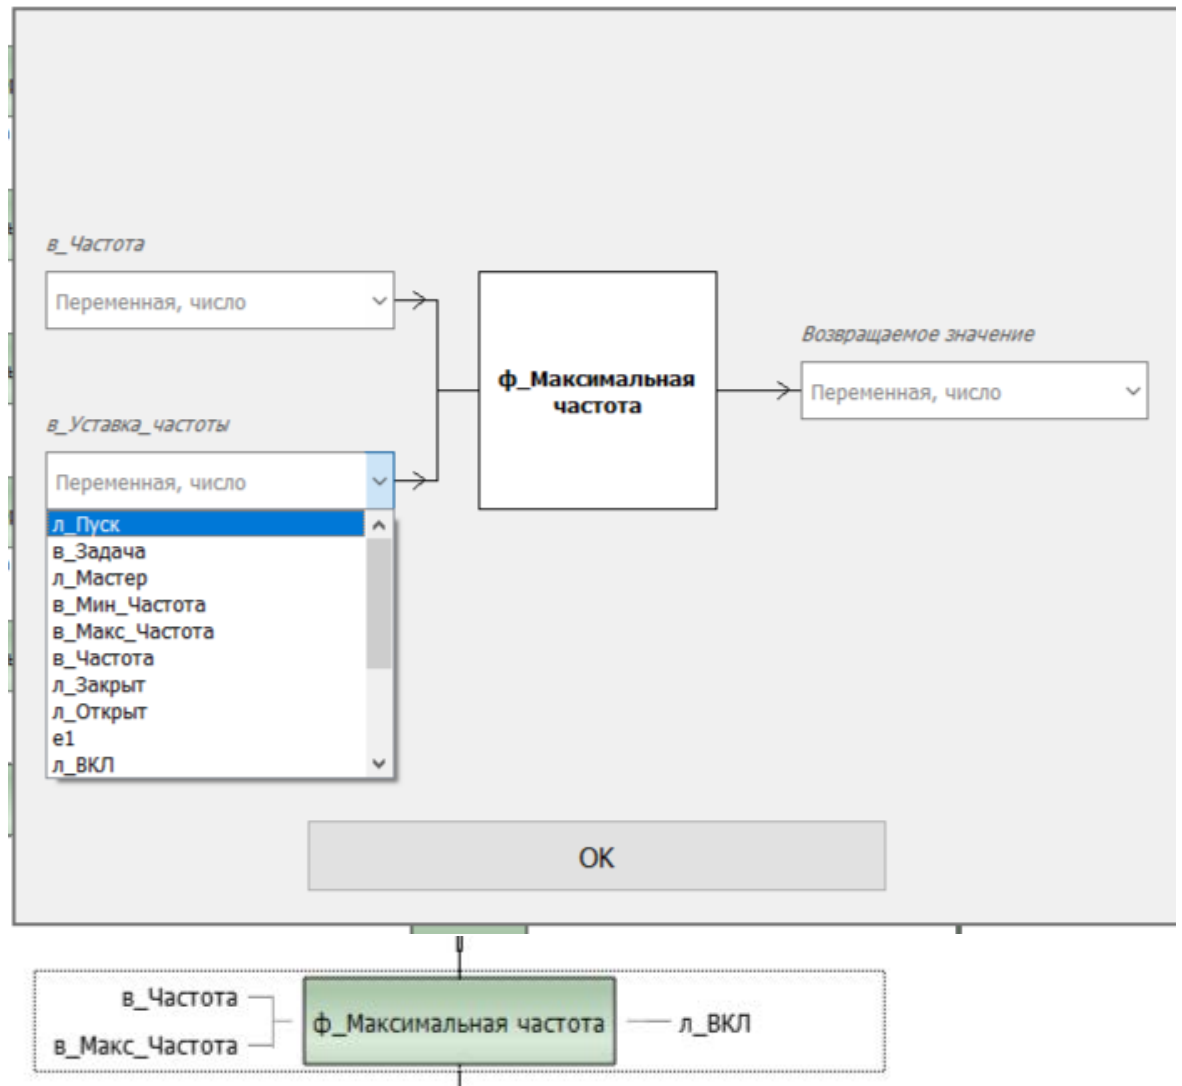 в_Частота
Переменная, число
ф_Максимальная
частота
Возвращаемое значение
Переменная, число
в_Уставка_частоты
Переменная, число
л_Пуск
в_Задача
л_Мастер
в_Мин_Частота
в_Макс_Частота
в_Частота
л_Закрыт
л_Открыт
e1
л_ВКЛ
OK
в_Частота
в_Макс_Частота
ф_Максимальная частота
л_ВКЛ